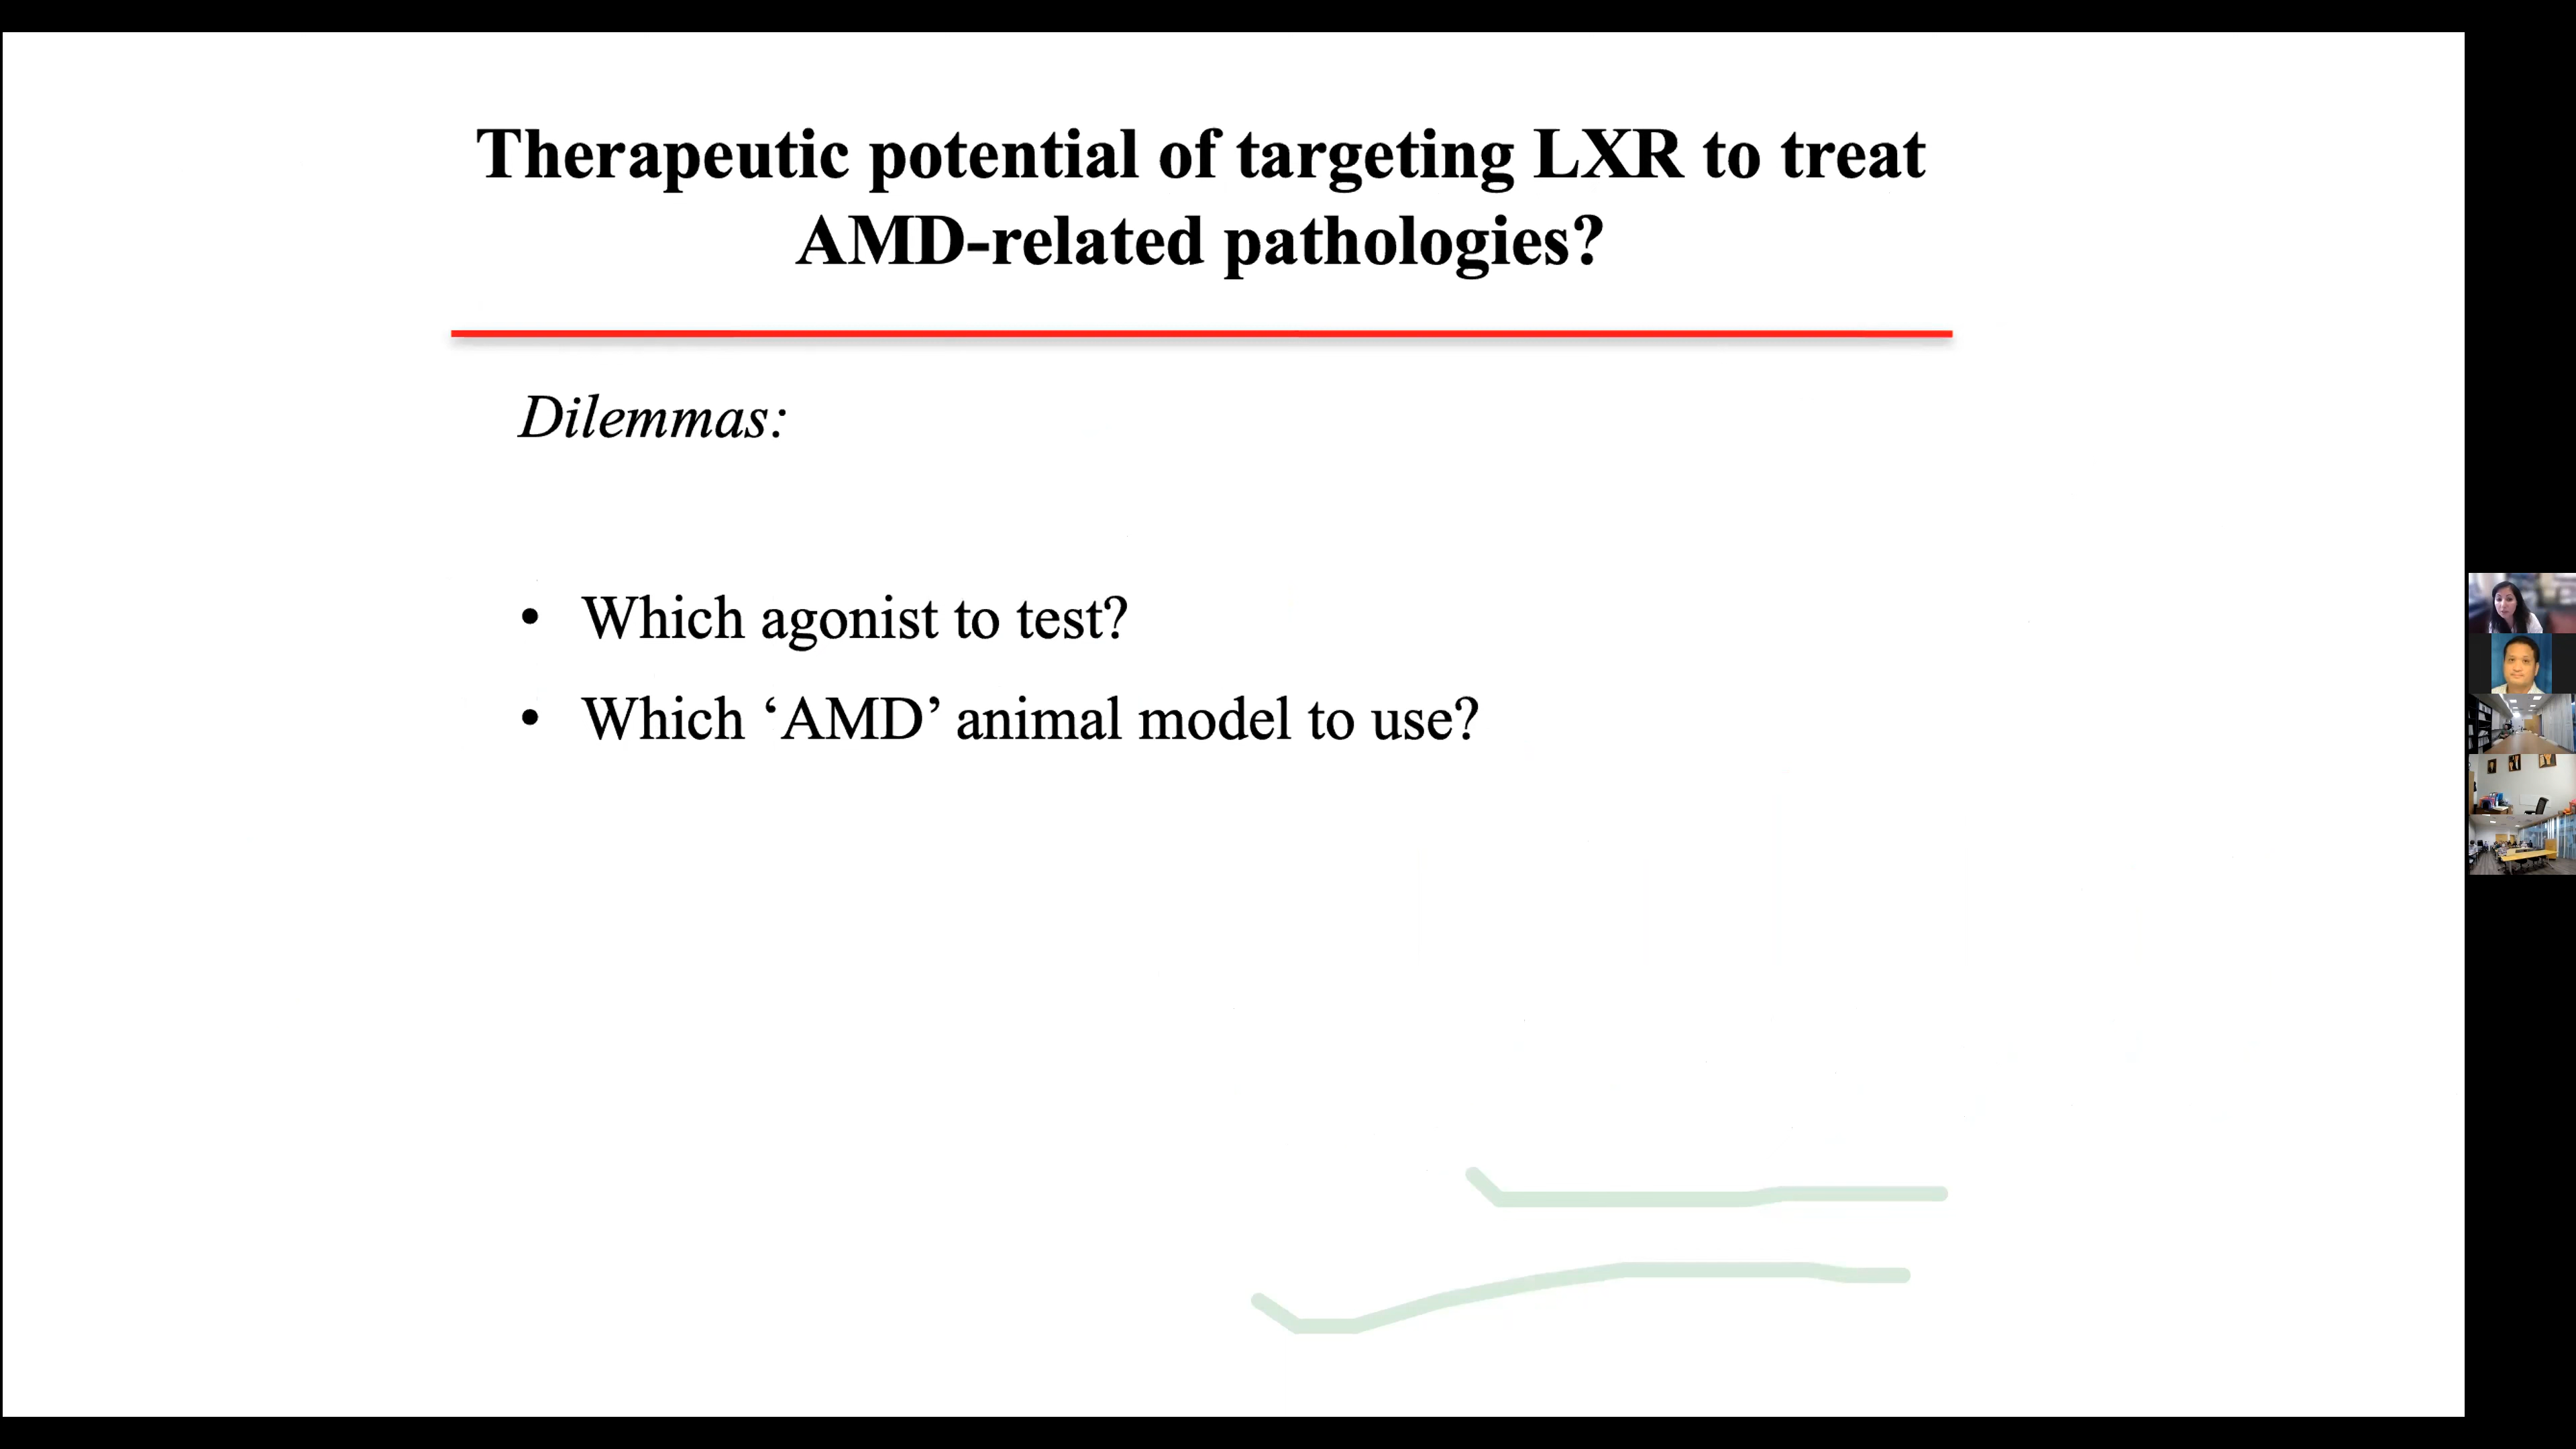 Therapeutic potential of targeting LXR to treat
AMD-related pathologies?
Dilemmas:
• Which agonist to test?
• Which ‘AMD’ animal model to use?